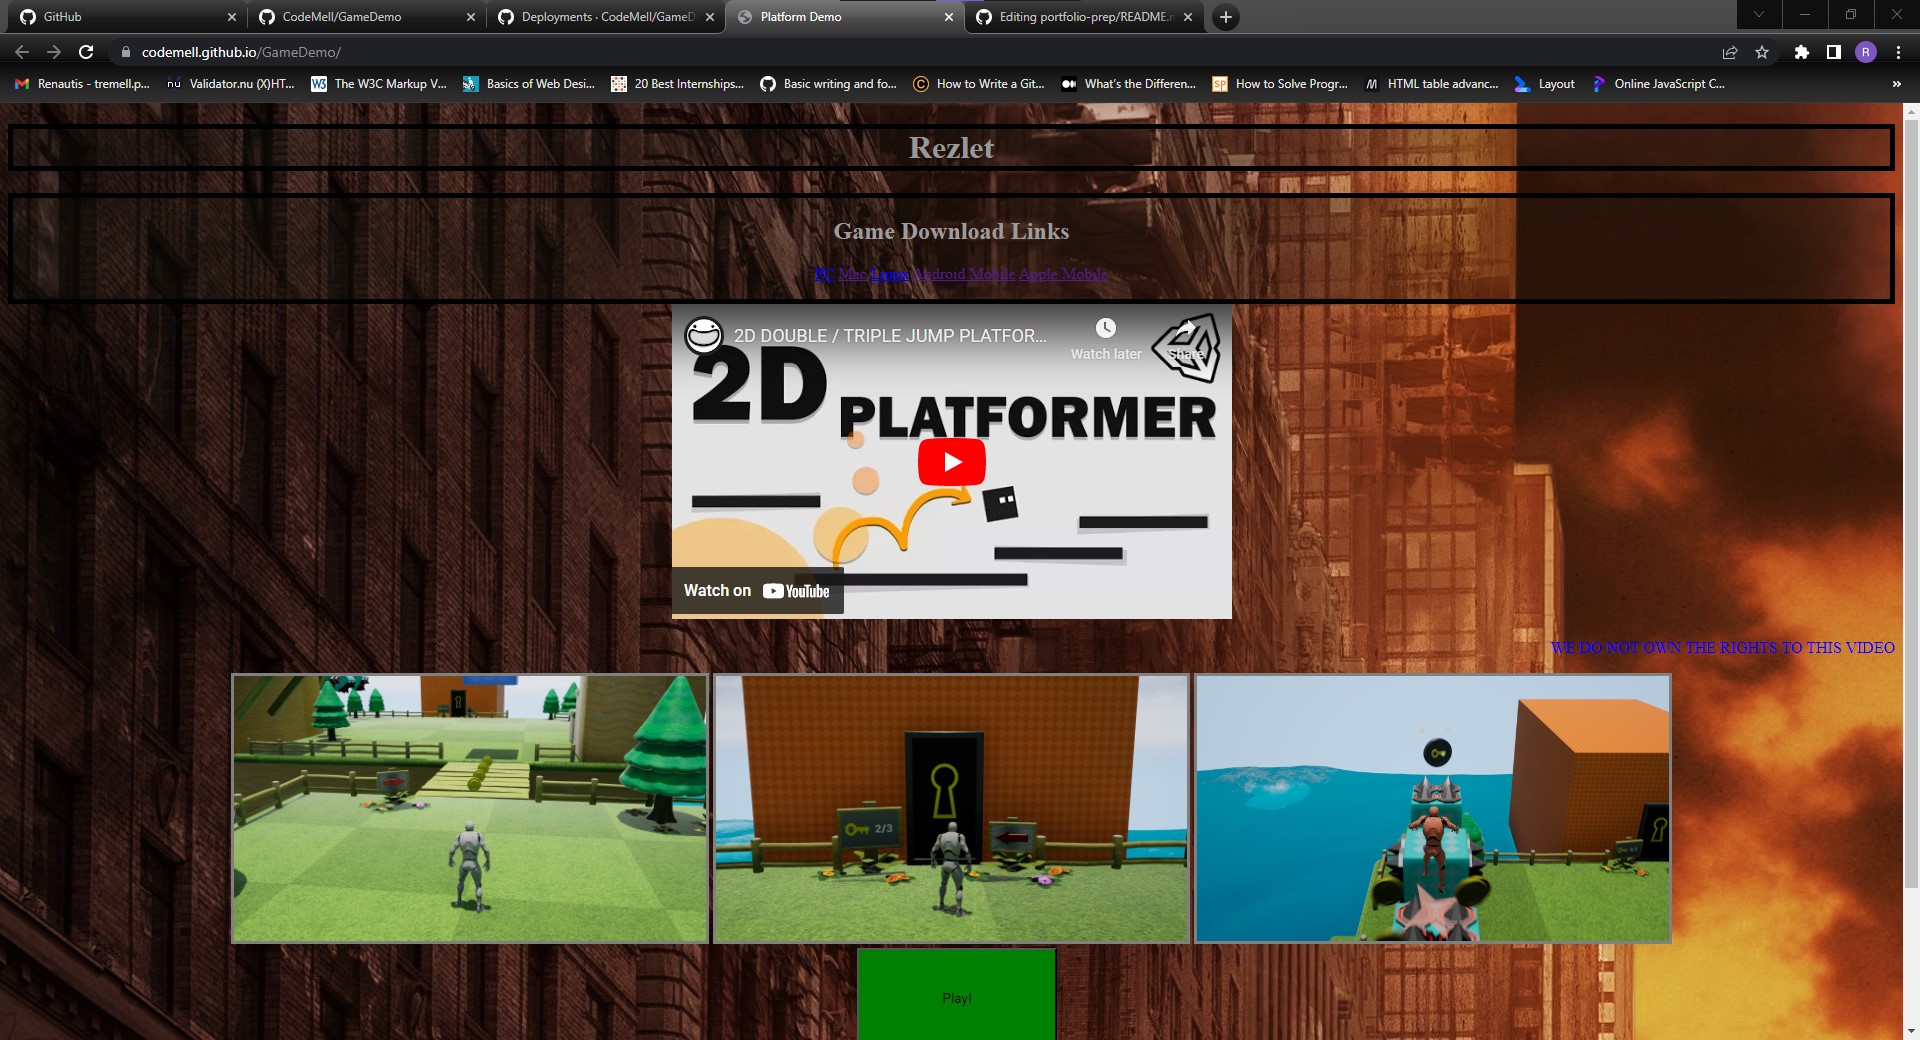 GitHub
CodeMell/GameDemo
Deployments · CodeMell/GameD
Platform Demo
Editing portfolio-prep/README.m
codemell.github.io/GameDemo/
R
Renautis - tremell.p...
nu Validator.nu (X)HT...
W3 The W3C Markup V...
Basics of Web Desi...
20 Best Internships...
Basic writing and fo...
C How to Write a Git...
What's the Differen...
SP How to Solve Progr...
M HTML table advanc...
Layout
Online JavaScript C...
»
Rezlet
Game Download Links
PC Mac Linux Android Mobile Apple Mobile
2D DOUBLE / TRIPLE JUMP PLATFOR...
Watch later
Share
2D
PLATFORMER
Watch on YouTube
WE DO NOT OWN THE RIGHTS TO THIS VIDEO
2/3
Play!